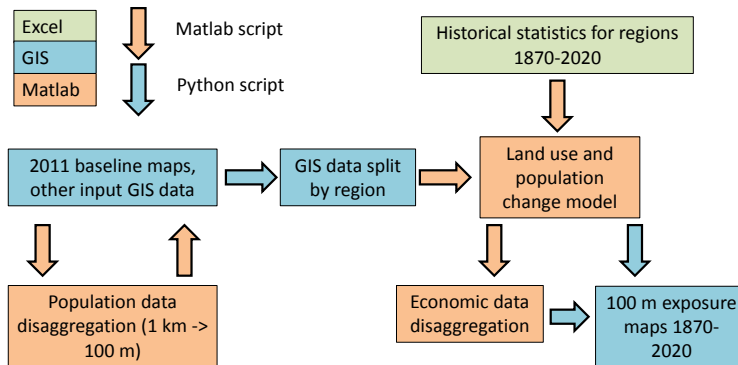 Excel
GIS
Matlab
Matlab script
Python script
Historical statistics for regions
1870-2020
2011 baseline maps,
other input GIS data
GIS data split
by region
Land use and
population
change model
Population data
disaggregation (1 km ->
100 m)
Economic data
disaggregation
100 m exposure
maps 1870-
2020